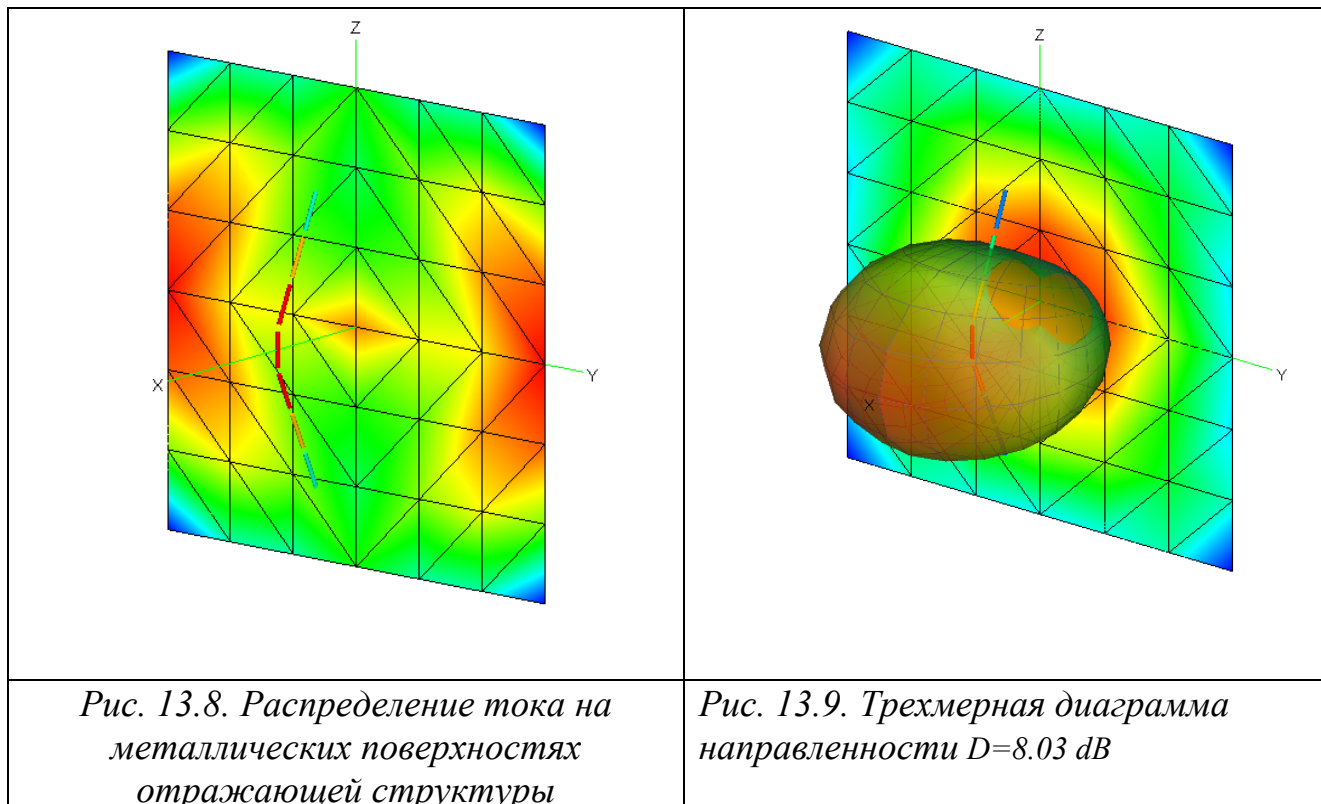 Z
X
Y
Z
X
Y
Рис. 13.8. Распределение тока на
металлических поверхностях
отражающей структуры
Рис. 13.9. Трехмерная диаграмма
направленности D=8.03 dB